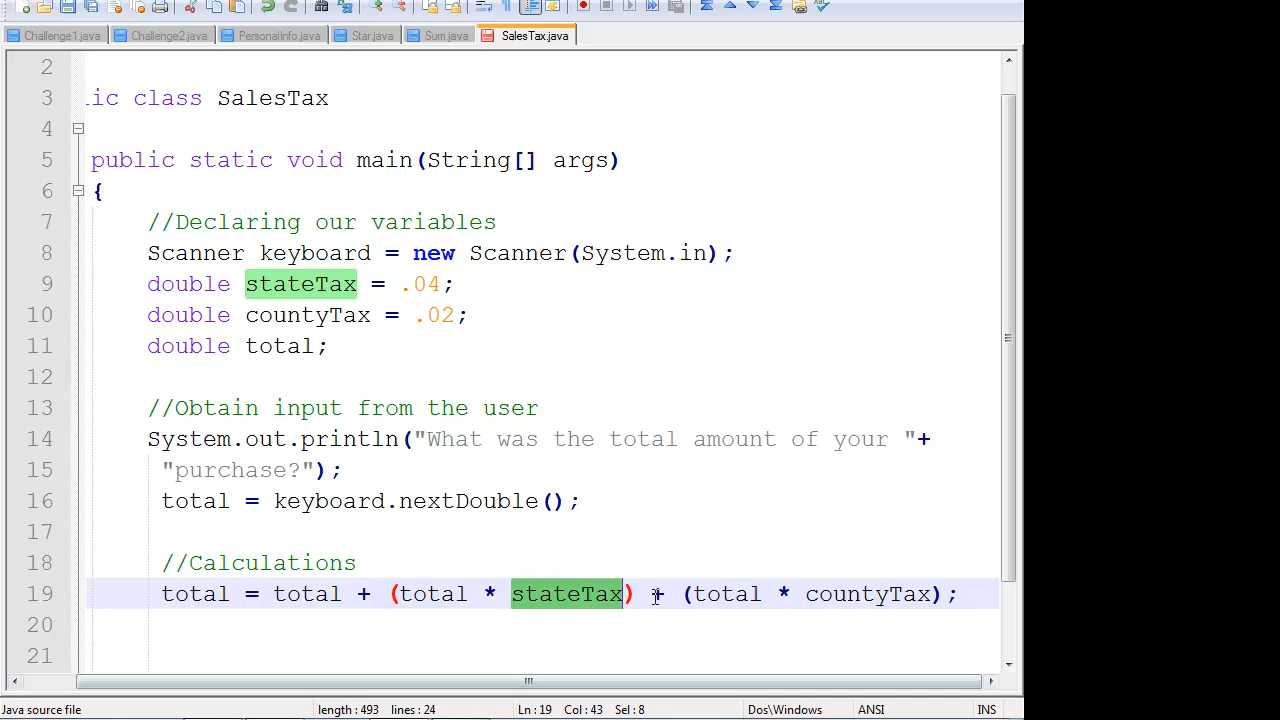 Challenge1.java Challenge2.java PersonalInfo.java Star.java Sum.java SalesTax.java
2
3 ic class SalesTax
4
5 public static void main(String[] args)
6 {
7 //Declaring our variables
8 Scanner keyboard = new Scanner(System.in);
9 double stateTax = .04;
10 double countyTax = .02;
11 double total;
12
13 //Obtain input from the user
14 System.out.println("What was the total amount of your "+
15 "purchase?");
16 total = keyboard.nextDouble();
17
18 //Calculations
19 total = total + (total * stateTax) + (total * countyTax);
20
21
Java source file length : 493 lines : 24 Ln : 19 Col : 43 Sel : 8 Dos\Windows ANSI INS